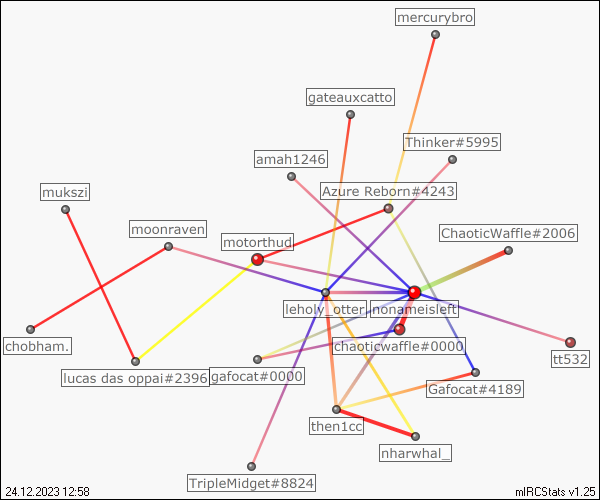 mercurybro
gateauxcatto
Thinker#5995
amah1246
Azure Reborn#4243
mukszi
moonraven
ChaoticWaffle#2006
motorthud
leholy_otter
nonameisleft
chobham.
chaoticwaffle#0000
tt532
lucas das oppai#2396
gafocat#0000
Gafocat#4189
then1cc
nharwhal_
TripleMidget#8824
24.12.2023 12:58
mIRCStats v1.25